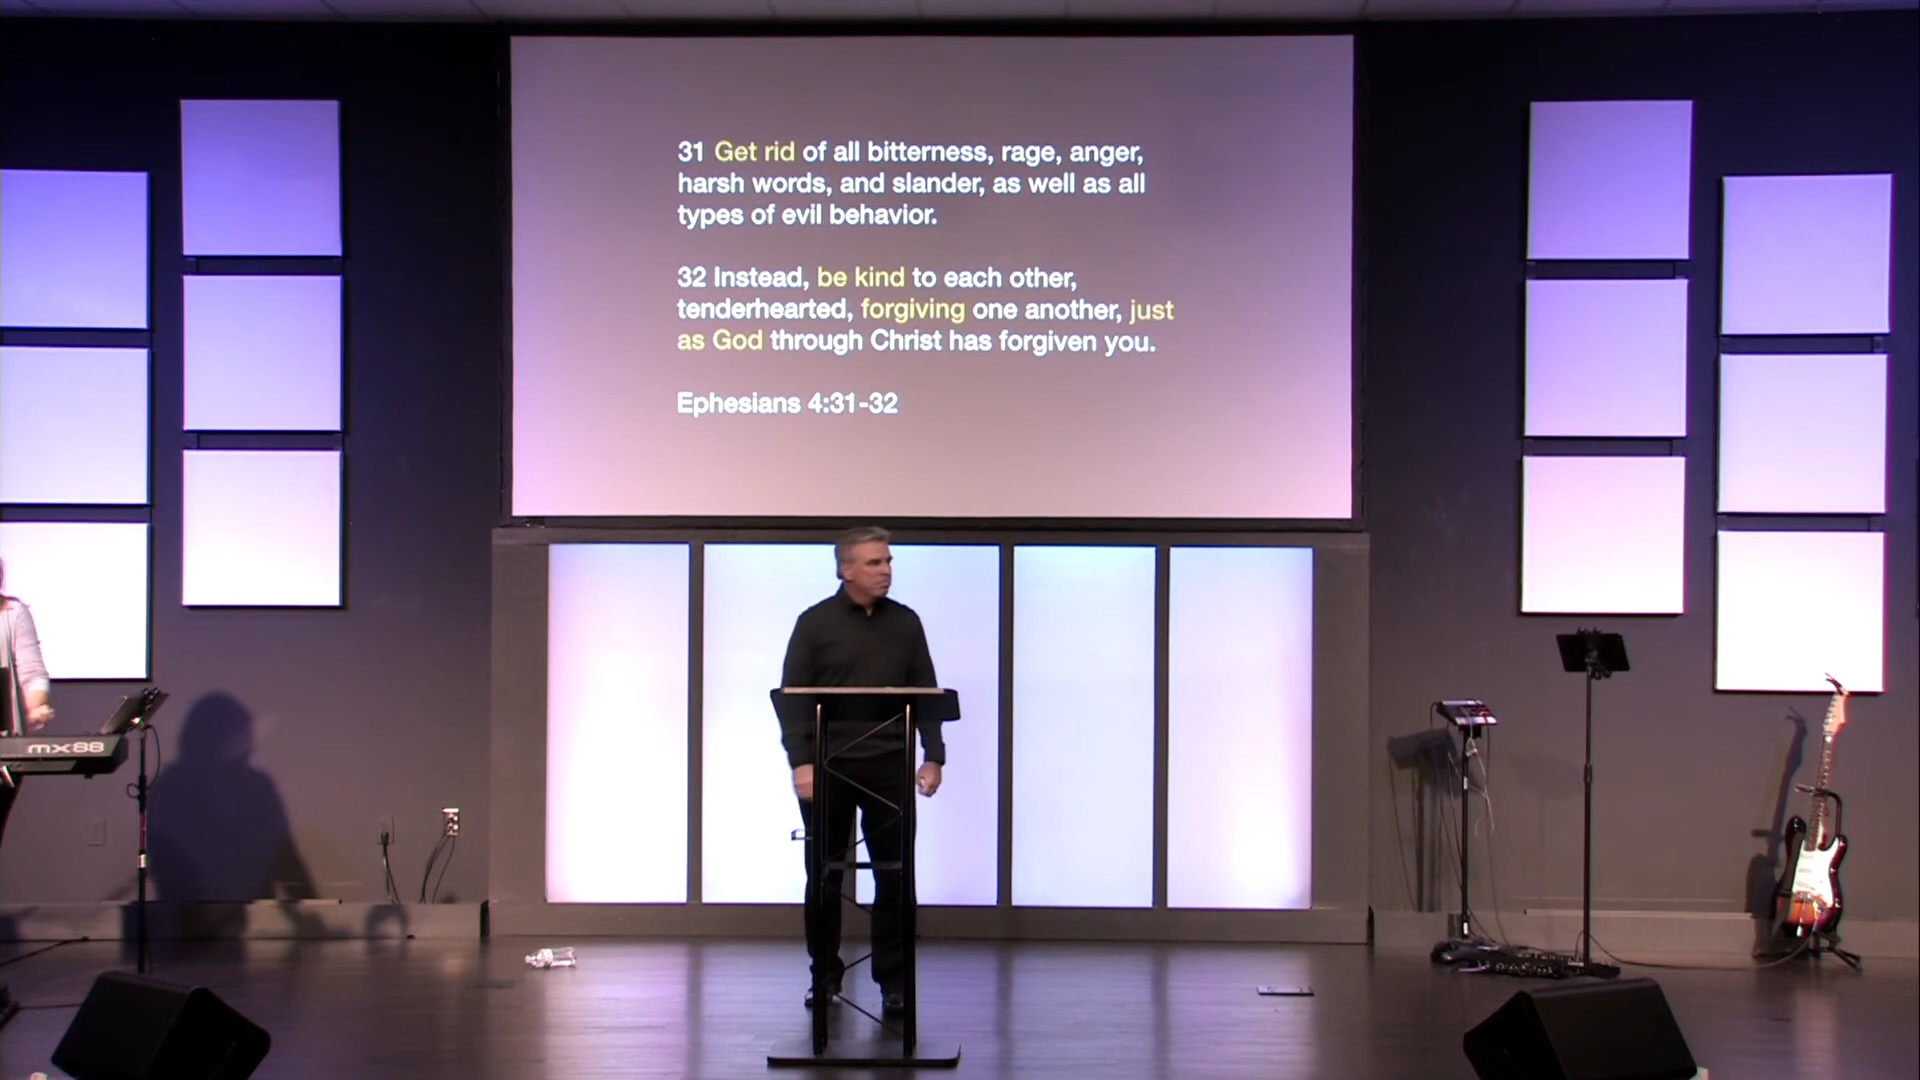 31 Get rid of all bitterness, rage, anger,
harsh words, and slander, as well as all
types of evil behavior.
32 Instead, be kind to each other,
tenderhearted, forgiving one another, just
as God through Christ has forgiven you.
Ephesians 4:31-32
mx88